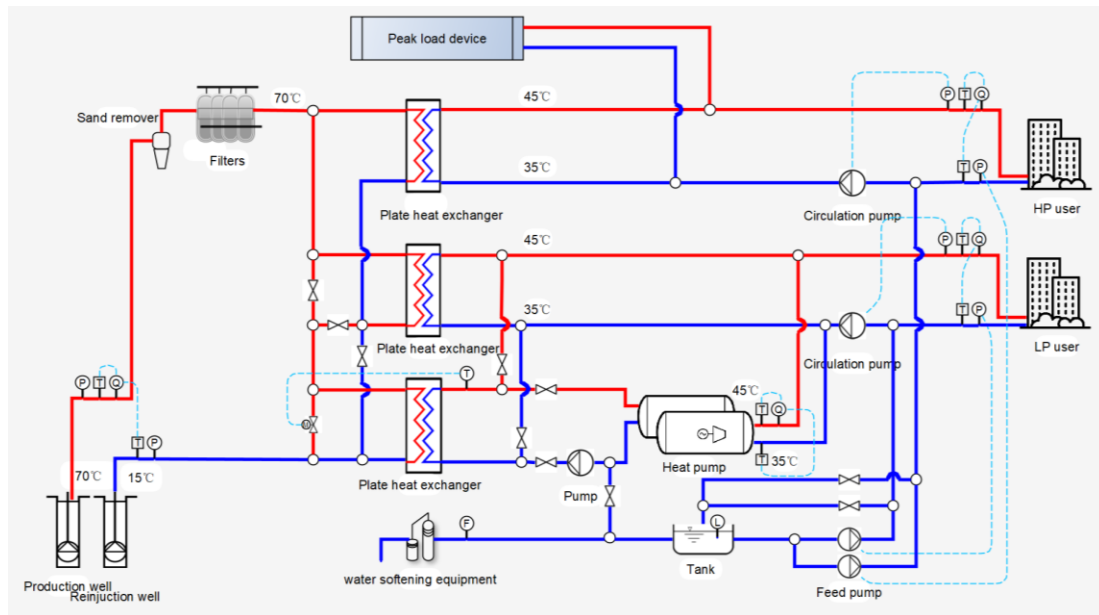 Peak load device
70℃
45℃
P T Q
Sand remover
Filters
35℃
T P
Plate heat exchanger
Circulation pump
HP user
45℃
P T Q
35℃
T P
Plate heat exchanger
Circulation pump
LP user
T
P T Q
45℃
T Q
M
T P
Heat pump
T
35℃
70℃
15℃
Plate heat exchanger
Pump
F
L
water softening equipment
Tank
Feed pump
Production well
Reinjuction well